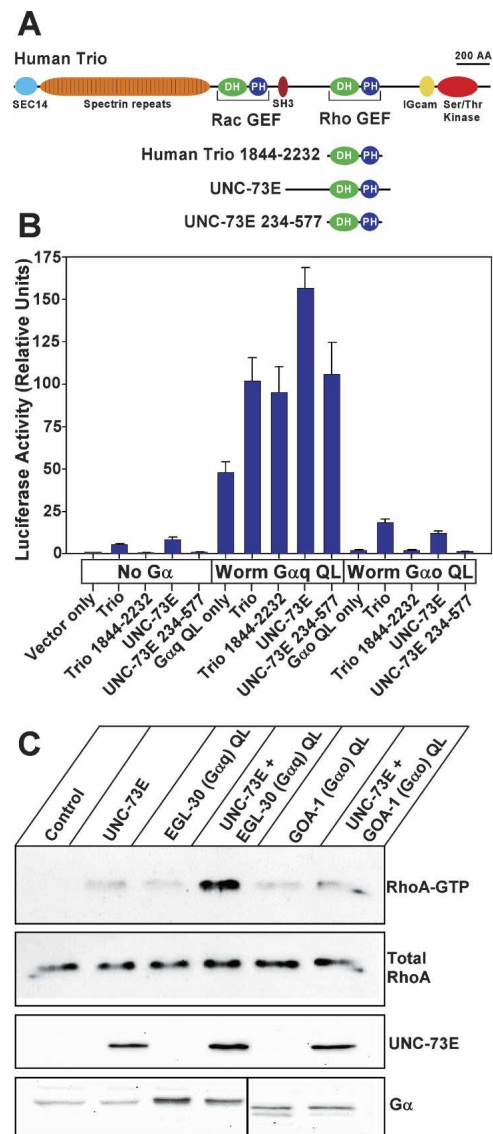 A
Human Trio
200 AA
DH PH DH PH
SEC14 Spectrin repeats SH3 IGcam Ser/Thr Kinase
Rac GEF Rho GEF
Human Trio 1844-2232 DH PH
UNC-73E DH PH
UNC-73E 234-577 DH PH
B
Luciferase Activity (Relative Units)
175
150
125
100
75
50
25
0
No Gα Worm Gαq QL Worm Gαo QL
Vector only
Trio
Trio 1844-2232
UNC-73E
UNC-73E 234-577
Gαq QL only
Trio
Trio 1844-2232
UNC-73E
UNC-73E 234-577
Gαo QL only
Trio
Trio 1844-2232
UNC-73E
UNC-73E 234-577
C
Control
UNC-73E
EGL-30 (Gαq) QL
UNC-73E +
EGL-30 (Gαq) QL
GOA-1 (Gαo) QL
UNC-73E +
GOA-1 (Gαo) QL
RhoA-GTP
Total
RhoA
UNC-73E
Gα